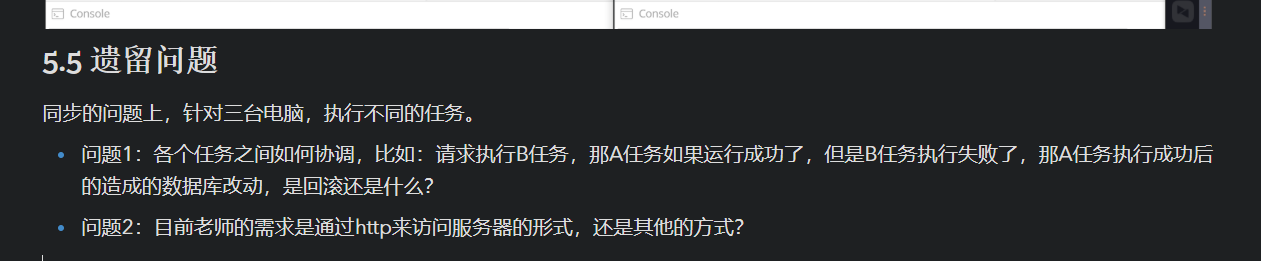 Console Console
5.5 遗留问题
同步的问题上，针对三台电脑，执行不同的任务。
• 问题1：各个任务之间如何协调，比如：请求执行B任务，那A任务如果运行成功了，但是B任务执行失败了，那A任务执行成功后
的造成的数据库改动，是回滚还是什么？
• 问题2：目前老师的需求是通过http来访问服务器的形式，还是其他的方式？